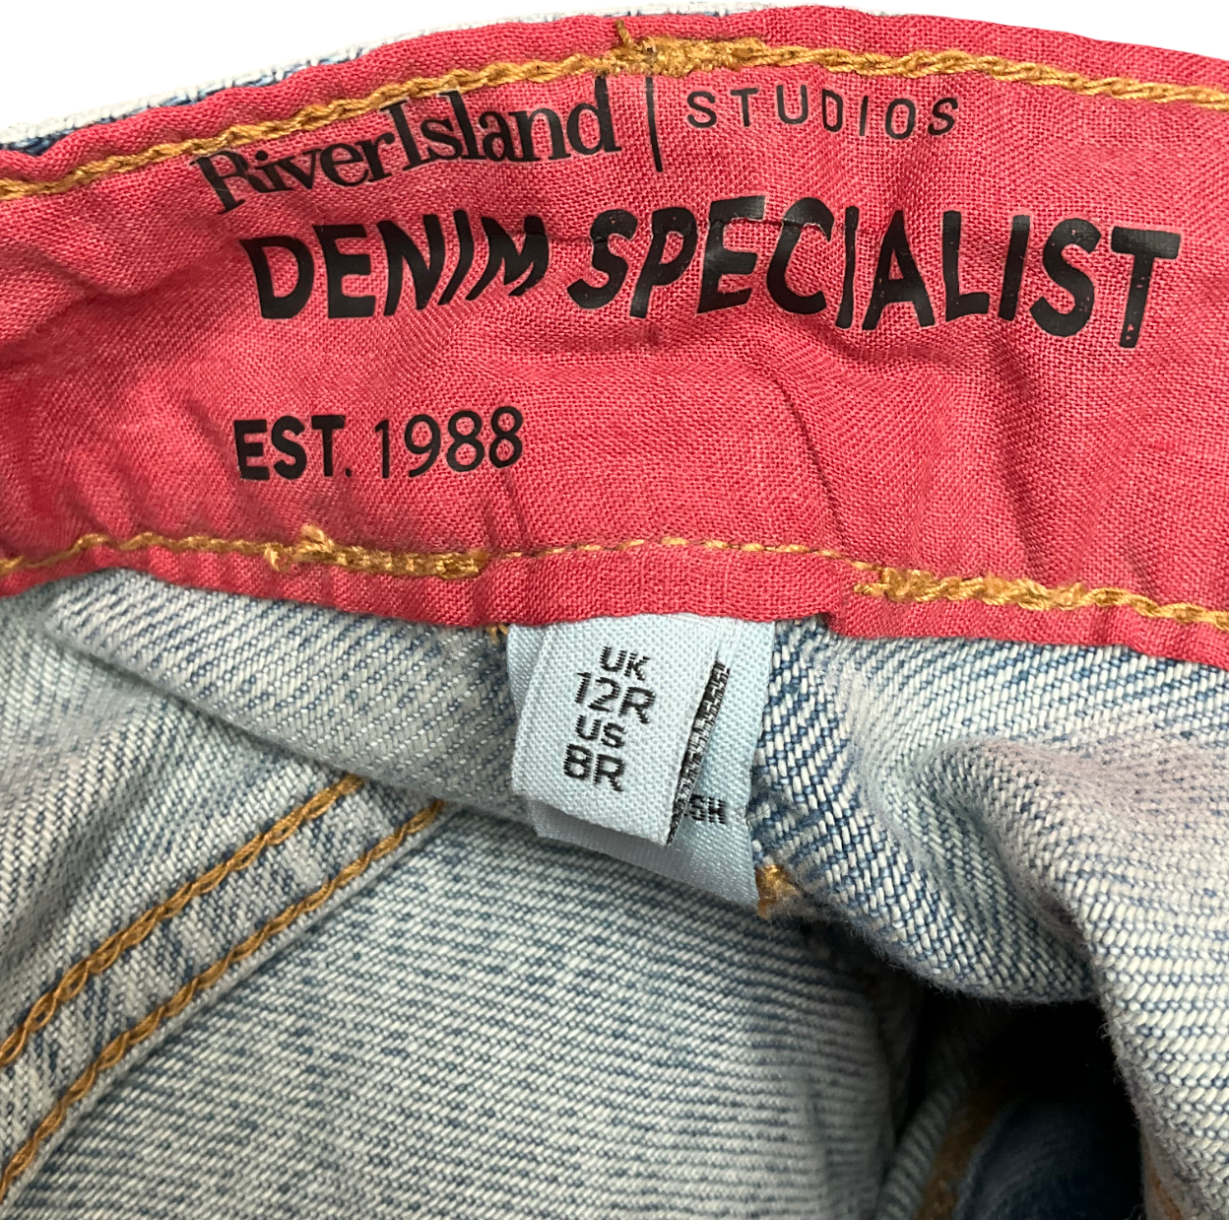 RiverIsland | STUDIOS
DENIM SPECIALIST
EST. 1988
UK
12R
US
8R